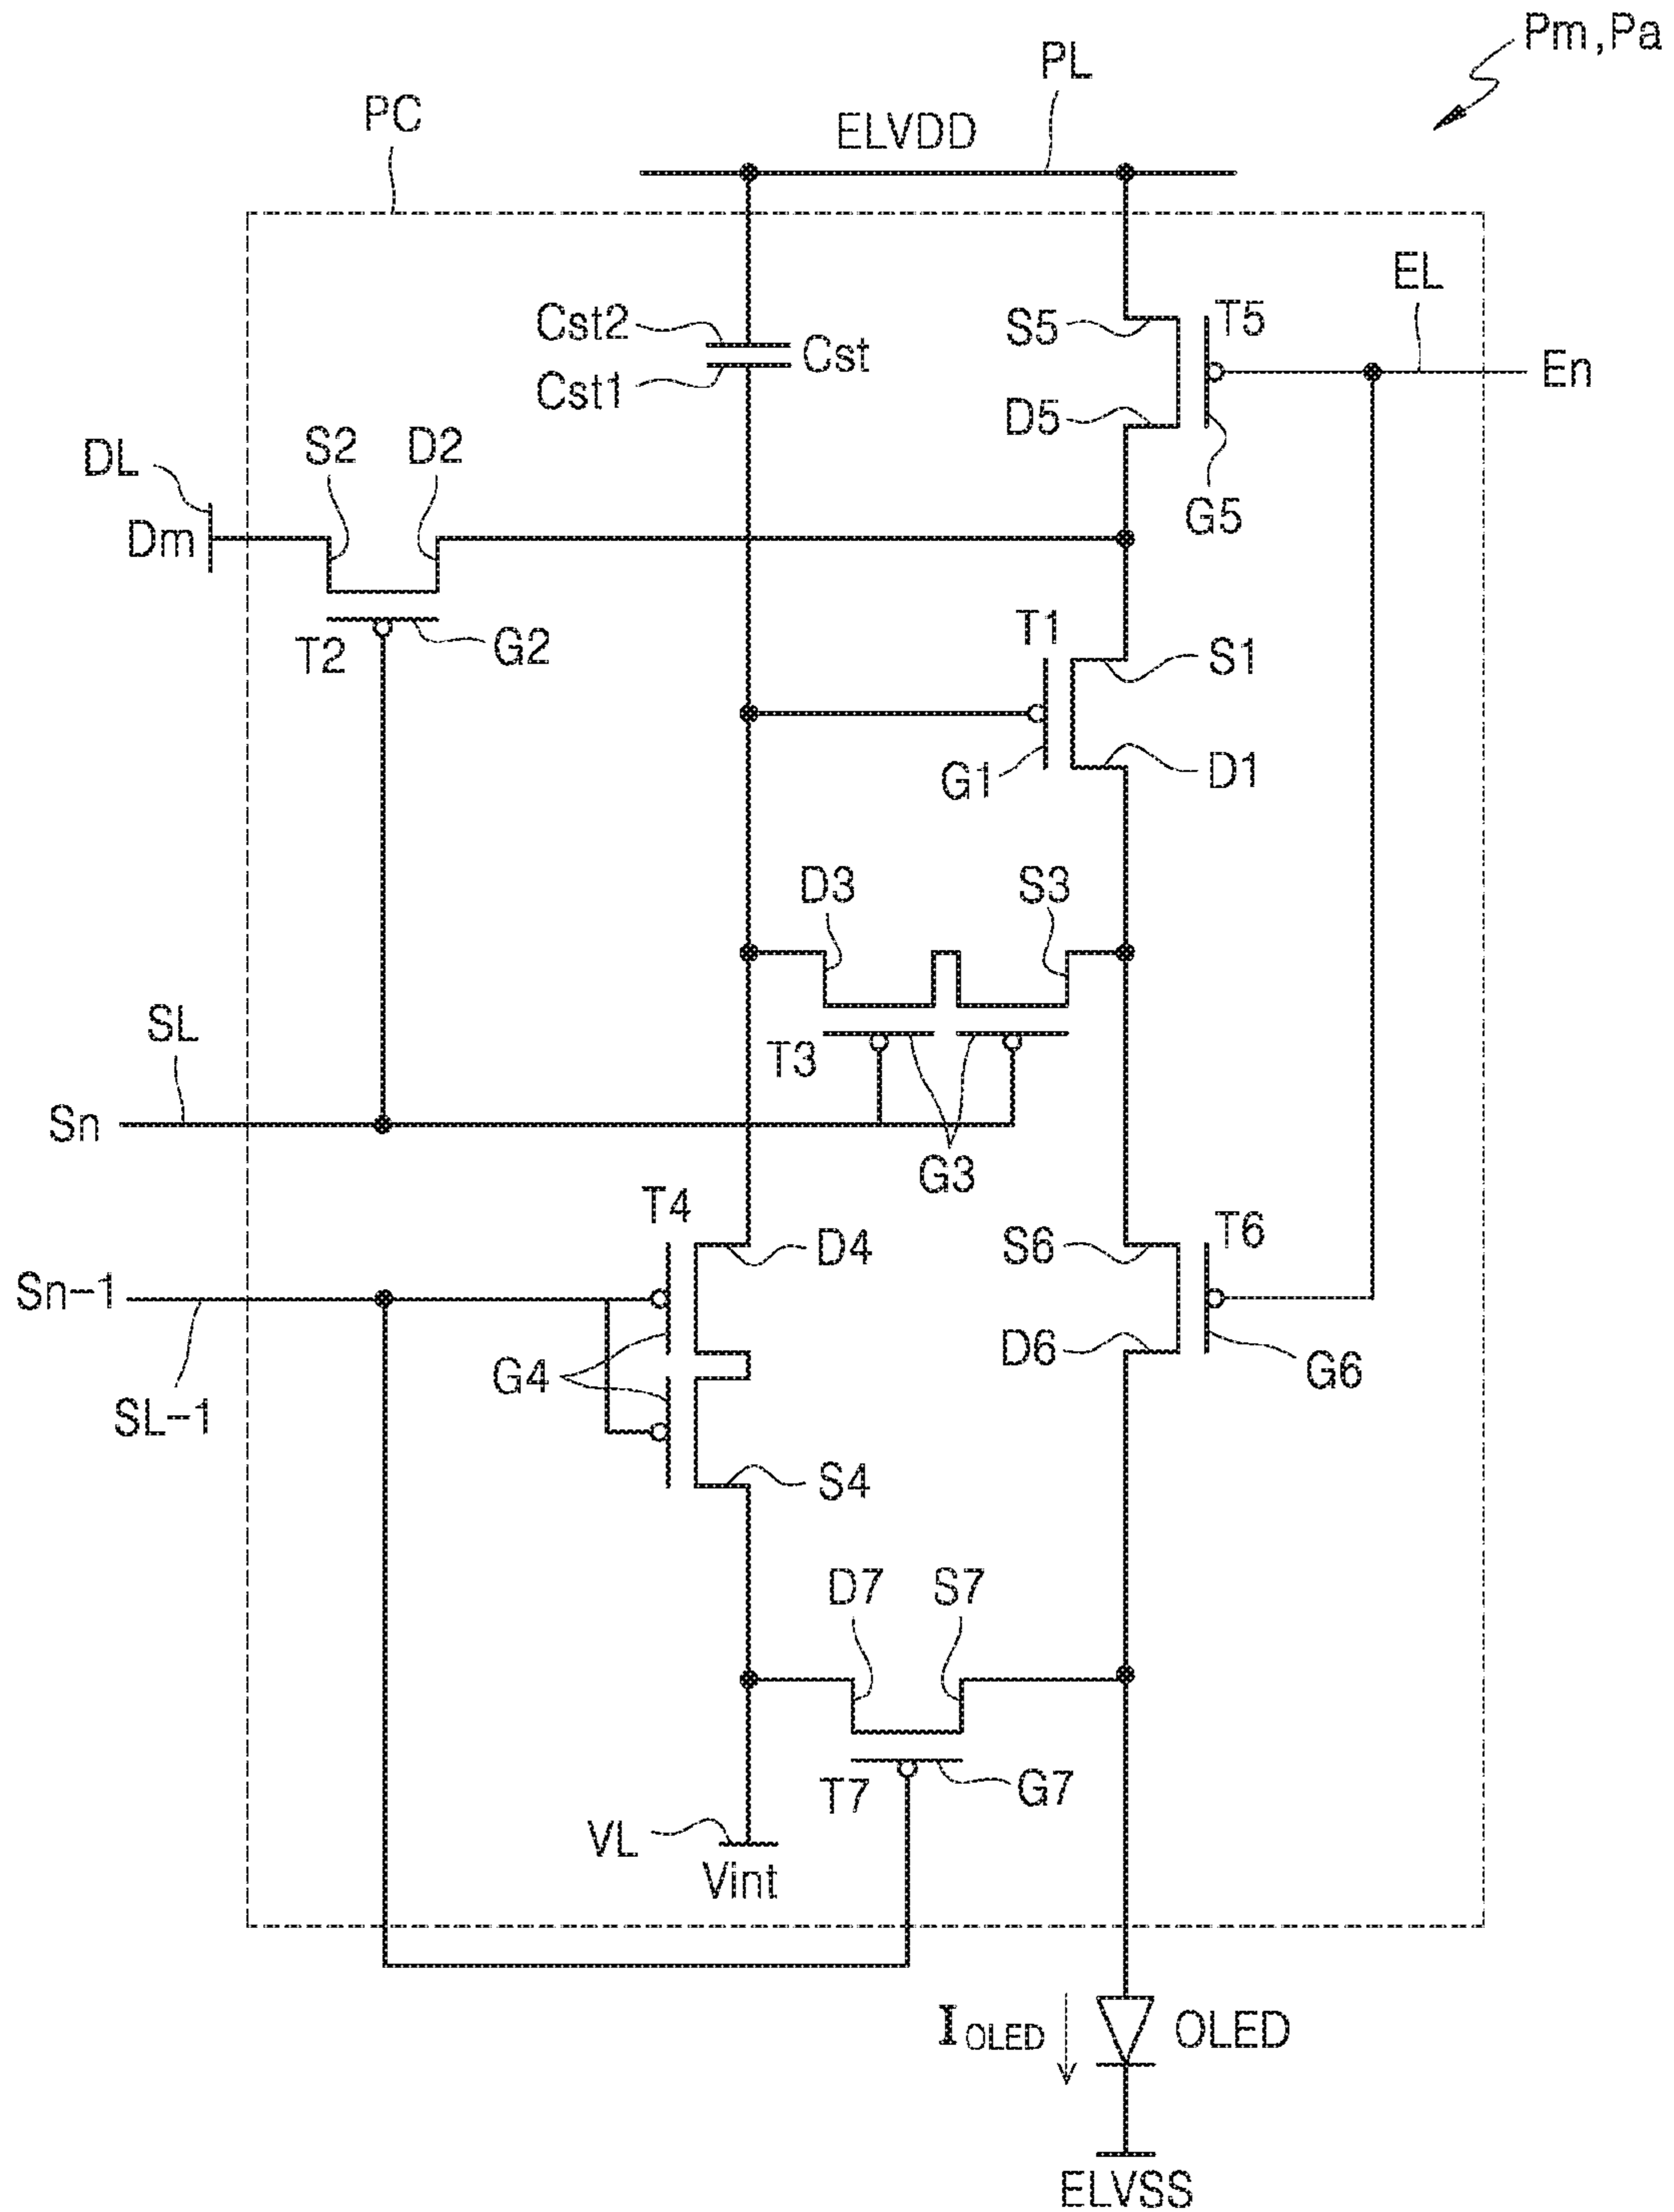 Pm,Pa
PL
PC
ELVDD
EL
Cst2
Cst
Cst1
S5
T5
En
D5
G5
DL
S2
D2
Dm
T2
G2
T1
S1
G1
D1
D3
S3
SL
T3
Sn
G3
T4
D4
S6
T6
Sn-1
G4
D6
G6
SL-1
S4
D7
S7
T7
G7
VL
Vint
IOLED
OLED
ELVSS